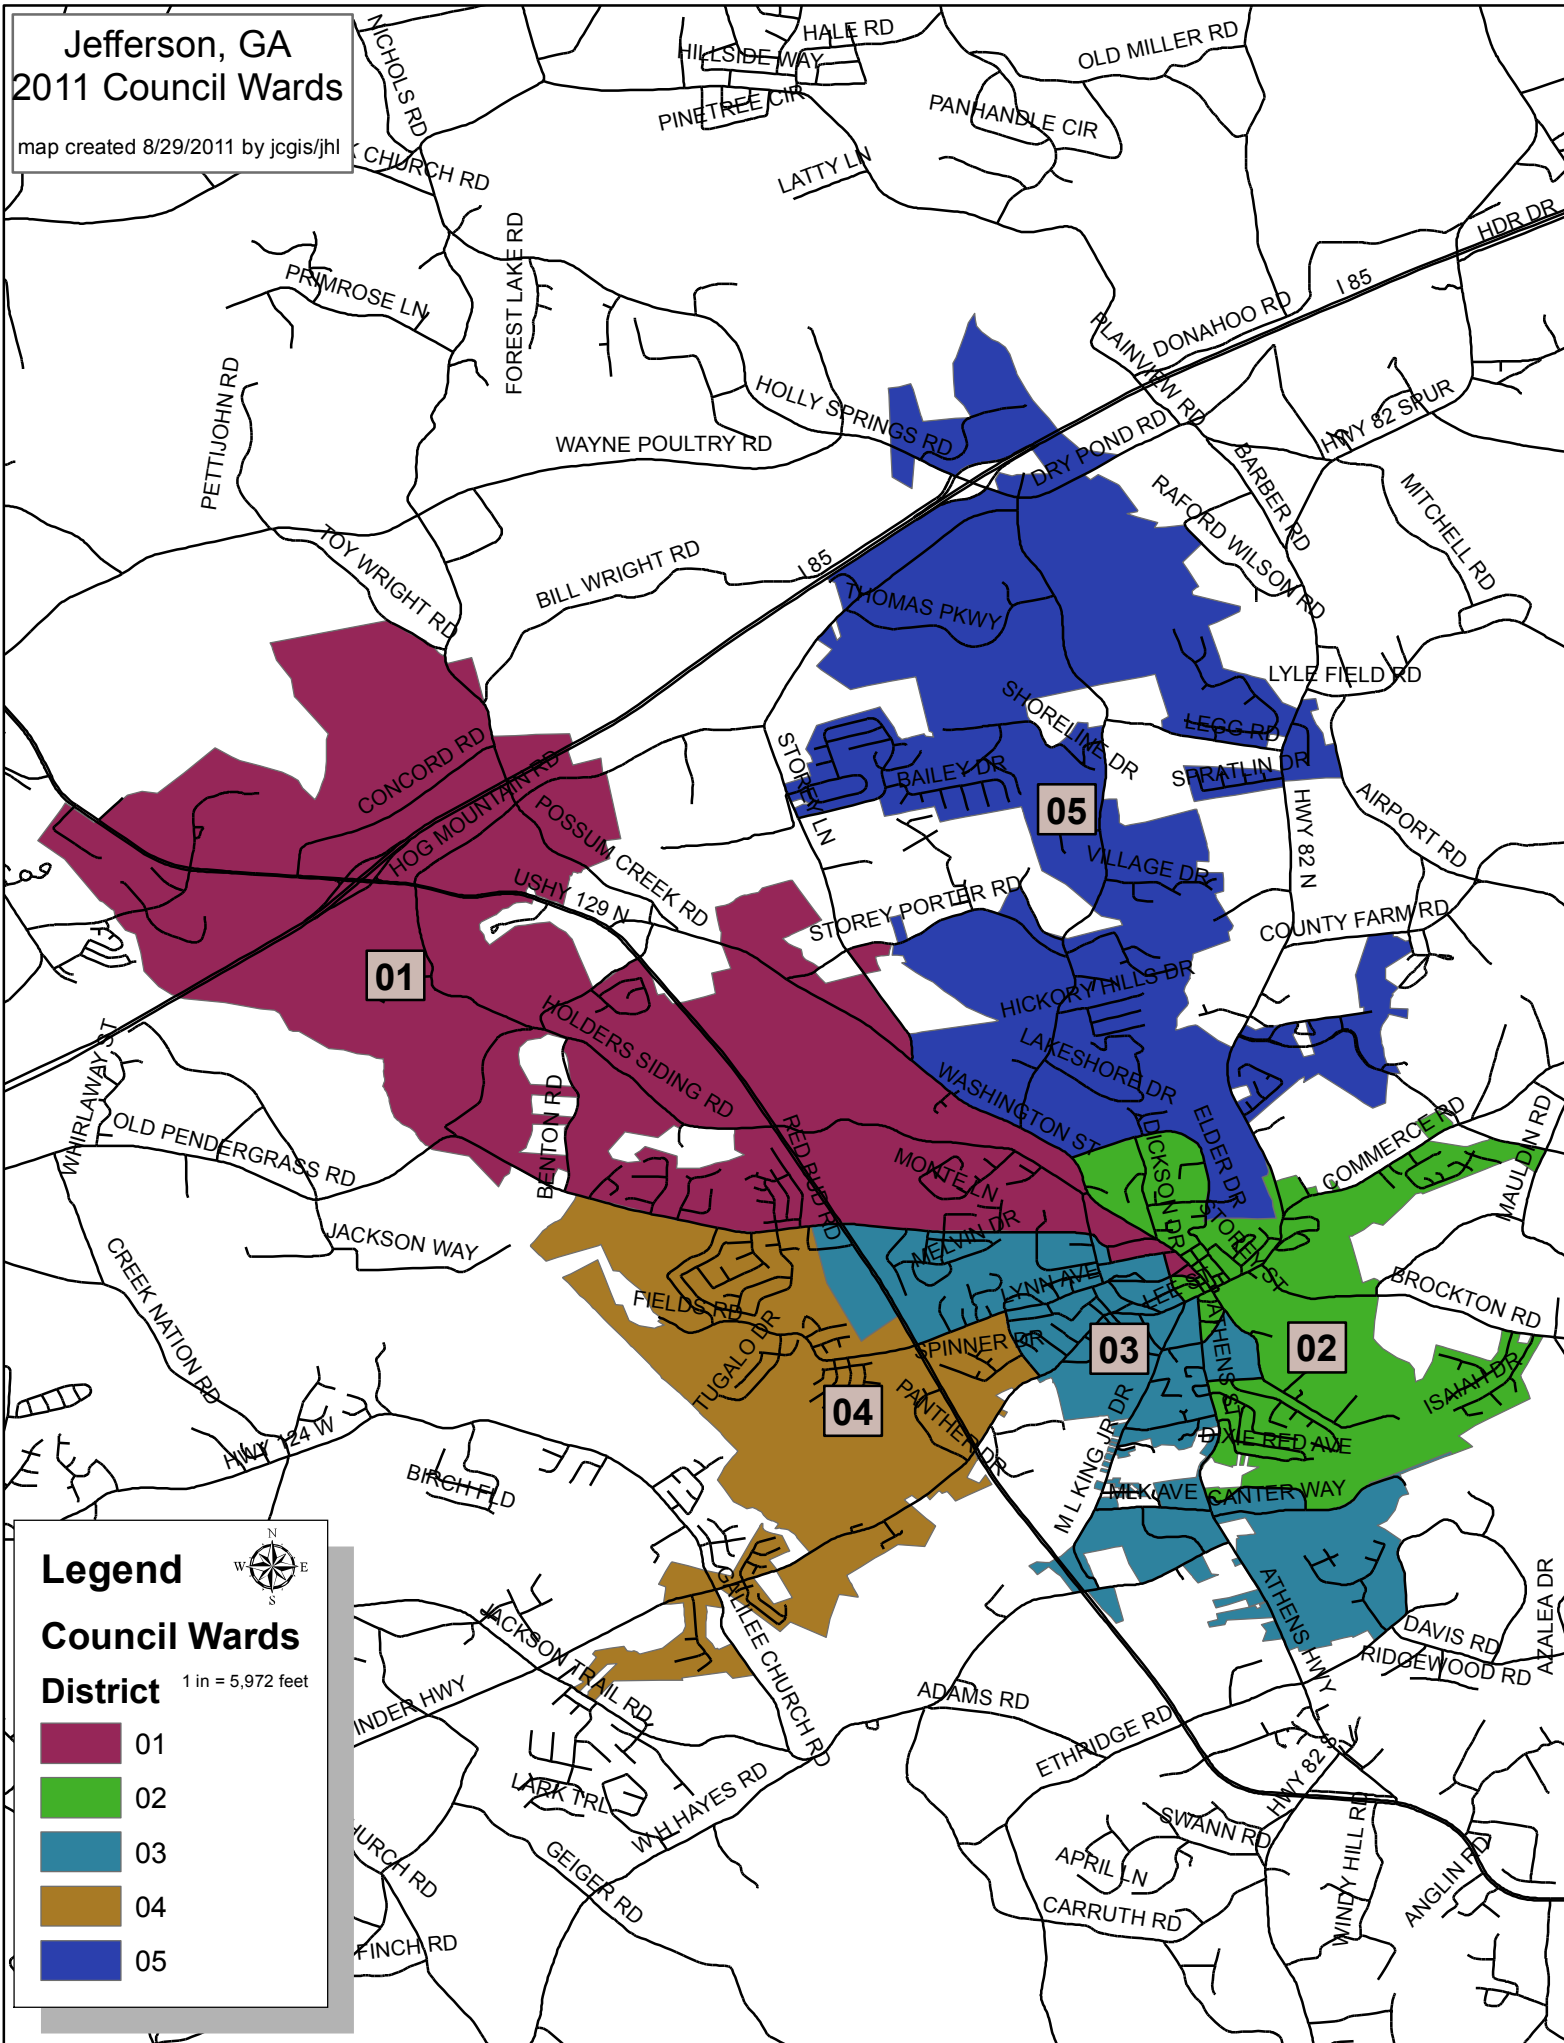 Jefferson, GA
2011 Council Wards
map created 8/29/2011 by jcgis/jhl
NICHOLS RD
HALE RD
HILLSIDE WAY
OLD MILLER RD
PINETREE CIR
PANHANDLE CIR
CHURCH RD
LATTY LN
HDR DR
FOREST LAKE RD
PRIMROSE LN
I 85
DONAHOO RD
PLAINVIEW RD
PETTIJOHN RD
HOLLY SPRINGS RD
HWY 82 SPUR
WAYNE POULTRY RD
DRY POND RD
BARBER RD
RAFORD WILSON RD
MITCHELL RD
TOY WRIGHT RD
BILL WRIGHT RD
I 85
THOMAS PKWY
LYLE FIELD RD
SHORELINE DR
LEGG RD
CONCORD RD
STOREY LN
BAILEY DR
SPRATLIN DR
HOG MOUNTAIN RD
POSSUM CREEK RD
05
HWY 82 N
AIRPORT RD
USHY 129 N
VILLAGE DR
STOREY PORTER RD
COUNTY FARM RD
01
HICKORY HILLS DR
HOLDERS SIDING RD
LAKESHORE DR
WHIRLAWAY ST
BENTON RD
WASHINGTON ST
OLD PENDERGRASS RD
RED BUD RD
DICKSON DR
ELDER DR
COMMERCE RD
MAULDIN RD
MONTE LN
JACKSON WAY
MELVIN DR
STOREY ST
CREEK NATION RD
LYNN AVE
LEE ST
BROCKTON RD
FIELDS RD
TUGALO DR
SPINNER DR
03
ATHENS ST
02
04
PANTHER DR
ISAIAH DR
HWY 124 W
M L KING JR DR
DIXIE RED AVE
BIRCH FLD
MLK AVE
CANTER WAY
Legend
N
W
E
S
Council Wards
District
1 in = 5,972 feet
01
02
03
04
05
GALILEE CHURCH RD
ATHENS HWY
AZALEA DR
JACKSON TRAIL RD
DAVIS RD
RIDGEWOOD RD
INDER HWY
ADAMS RD
ETHRIDGE RD
LARK TRL
W H HAYES RD
HWY 82 S
SWANN RD
WINDY HILL RD
HURCH RD
GEIGER RD
APRIL LN
ANGLIN RD
CARRUTH RD
FINCH RD